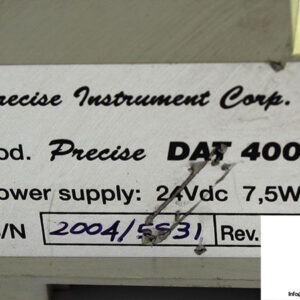 recise Instrument Corp.
od. Precise DAT 400
ower supply: 24Vdc 7,5W
/N 2004/5531 Rev.